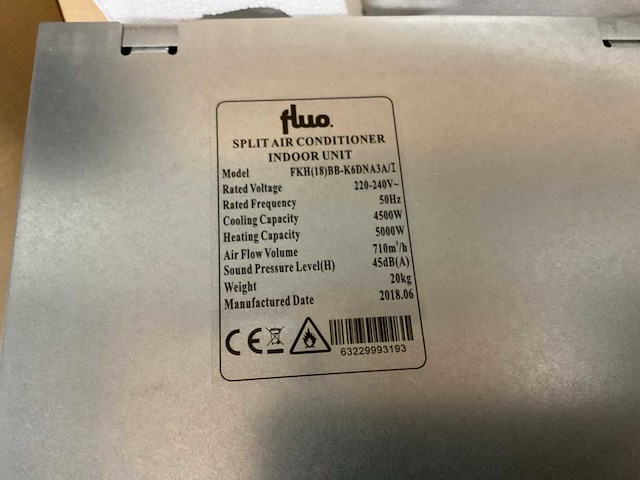 fluo.
SPLIT AIR CONDITIONER
INDOOR UNIT
Model FKH(18)BB-K6DNA3A/I
Rated Voltage 220-240V~
Rated Frequency 50Hz
Cooling Capacity 4500W
Heating Capacity 5000W
Air Flow Volume 710m³/h
Sound Pressure Level(H) 45dB(A)
Weight 20kg
Manufactured Date 2018.06
CE
63229993193